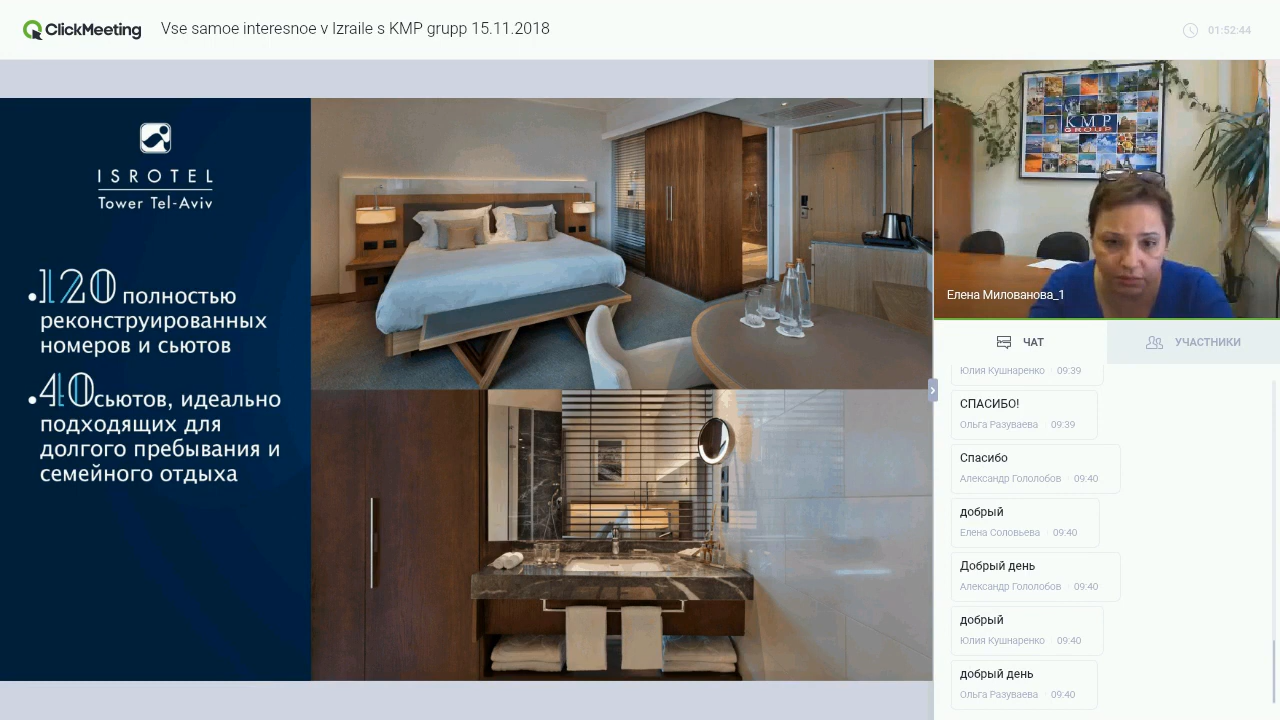 ClickMeeting
Vse samoe interesnoe v Izraile s KMP grupp 15.11.2018
01:52:44
ISROTEL
Tower Tel-Aviv
•120 полностью
реконструированных
номеров и сьютов
•40сьютов, идеально
подходящих для
долгого пребывания и
семейного отдыха
KMP
GROUP
Елена Милованова_1
ЧАТ
УЧАСТНИКИ
Юлия Кушнаренко · 09:39
СПАСИБО!
Ольга Разуваева · 09:39
Спасибо
Александр Гололобов · 09:40
добрый
Елена Соловьева · 09:40
Добрый день
Александр Гололобов · 09:40
добрый
Юлия Кушнаренко · 09:40
добрый день
Ольга Разуваева · 09:40